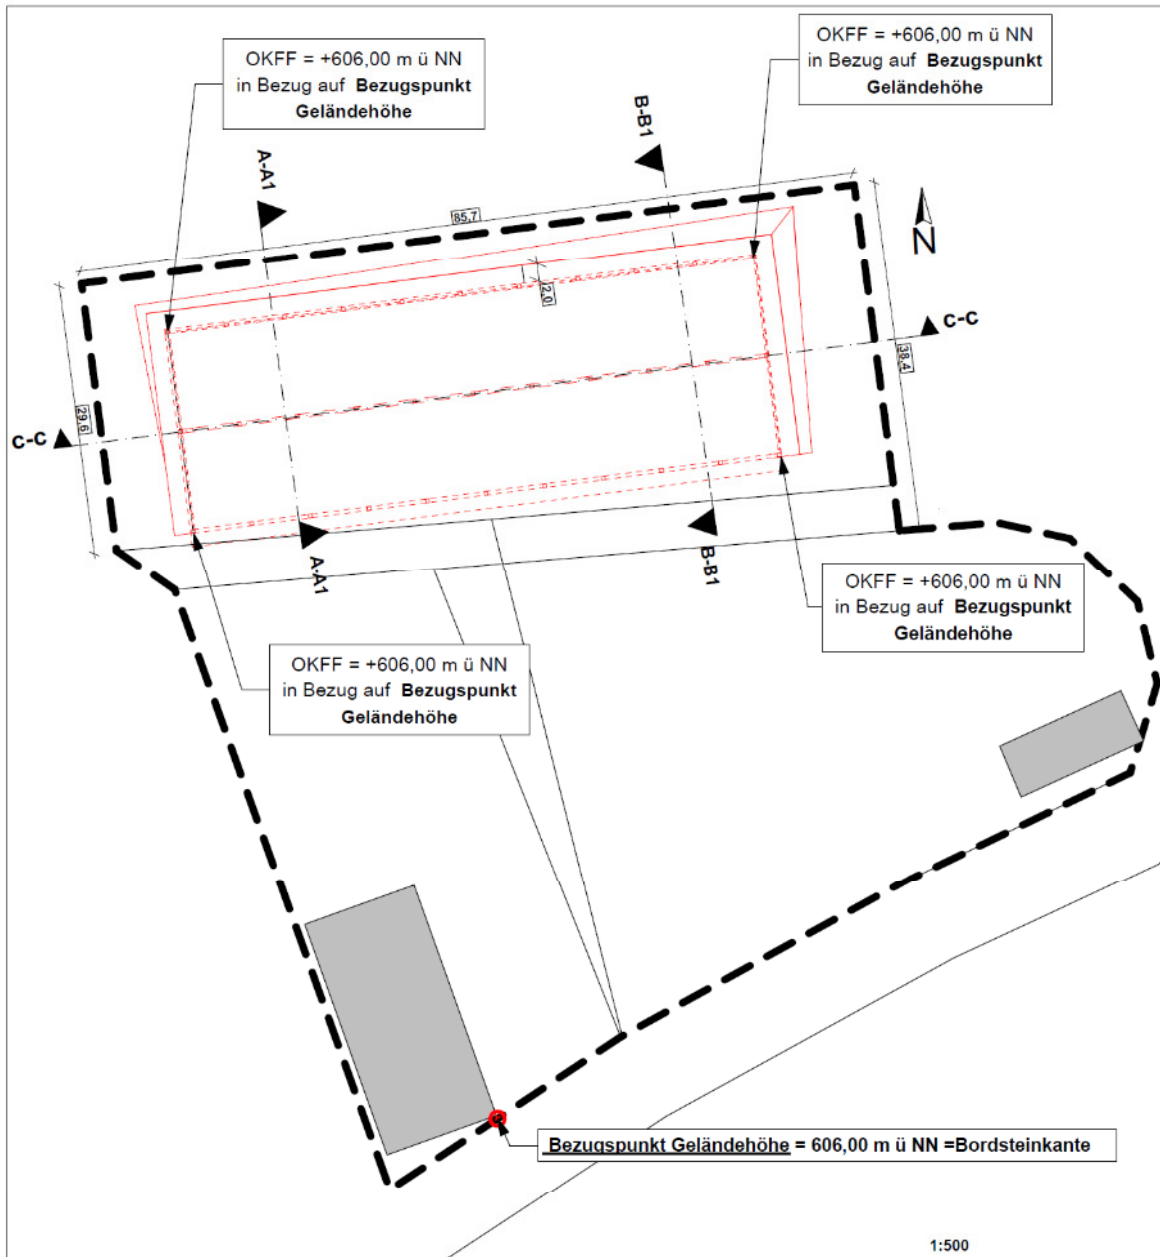 OKFF = +606,00 m ü NN
in Bezug auf Bezugspunkt
Geländehöhe
OKFF = +606,00 m ü NN
in Bezug auf Bezugspunkt
Geländehöhe
B-B1
A-A1
85,7
N
2,0
C-C
38,4
29,6
C-C
A-A1
B-B1
OKFF = +606,00 m ü NN
in Bezug auf Bezugspunkt
Geländehöhe
OKFF = +606,00 m ü NN
in Bezug auf Bezugspunkt
Geländehöhe
Bezugspunkt Geländehöhe = 606,00 m ü NN =Bordsteinkante
1:500